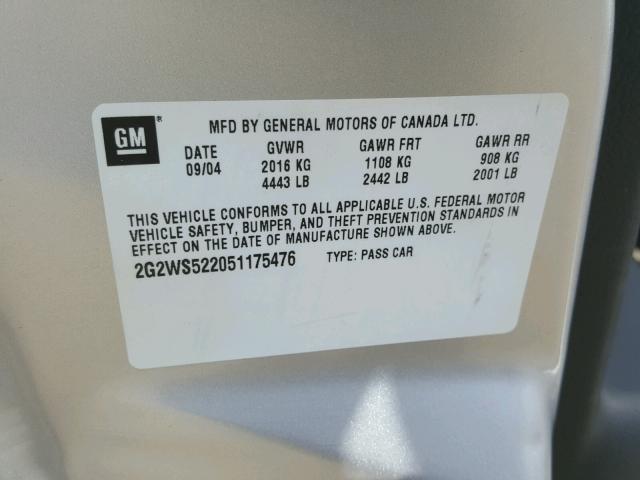 GM ®
MFD BY GENERAL MOTORS OF CANADA LTD.
DATE GVWR GAWR FRT GAWR RR
09/04 2016 KG 1108 KG 908 KG
4443 LB 2442 LB 2001 LB
THIS VEHICLE CONFORMS TO ALL APPLICABLE U.S. FEDERAL MOTOR
VEHICLE SAFETY, BUMPER, AND THEFT PREVENTION STANDARDS IN
EFFECT ON THE DATE OF MANUFACTURE SHOWN ABOVE.
2G2WS522051175476 TYPE: PASS CAR